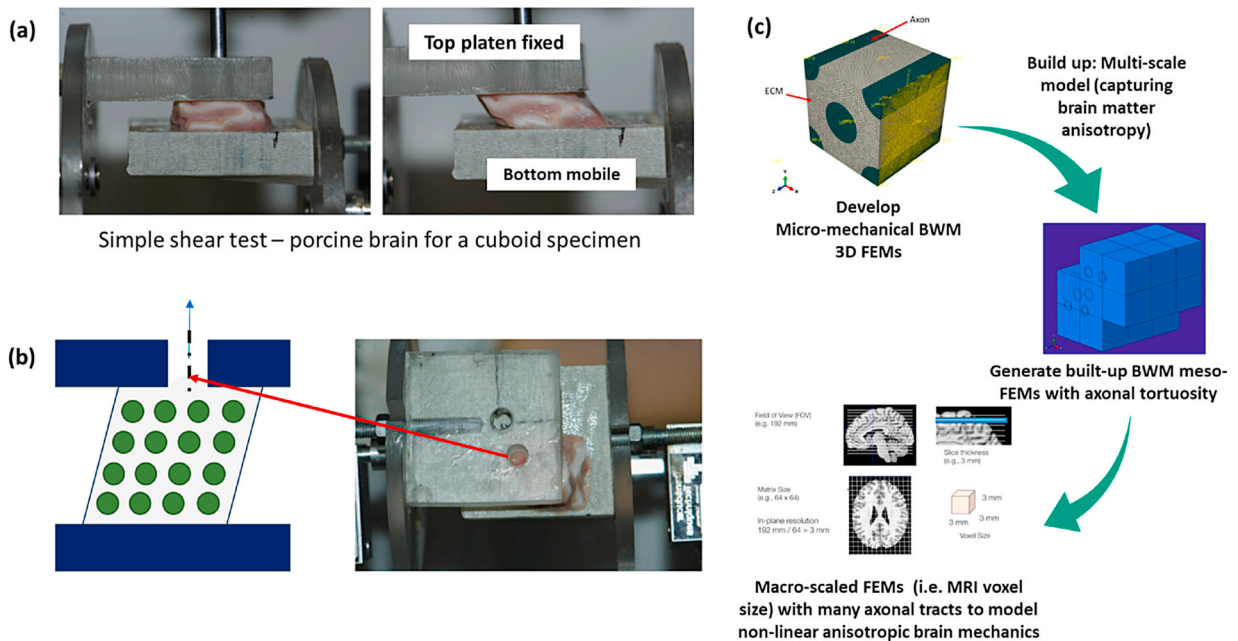 (a)
Top platen fixed
Bottom mobile
Simple shear test – porcine brain for a cuboid specimen
(b)
(c)
Axon
ECM
Develop
Micro-mechanical BWM
3D FEMs
Build up: Multi-scale
model (capturing
brain matter
anisotropy)
Generate built-up BWM meso-
FEMs with axonal tortuosity
Field of View (FOV)
(e.g. 192 mm)
Slice thickness
(e.g., 3 mm)
Matrix Size
(e.g., 64 x 64)
In-plane resolution
192 mm / 64 = 3 mm
3 mm
3 mm
3 mm
Voxel Size
Macro-scaled FEMs (i.e. MRI voxel
size) with many axonal tracts to model
non-linear anisotropic brain mechanics